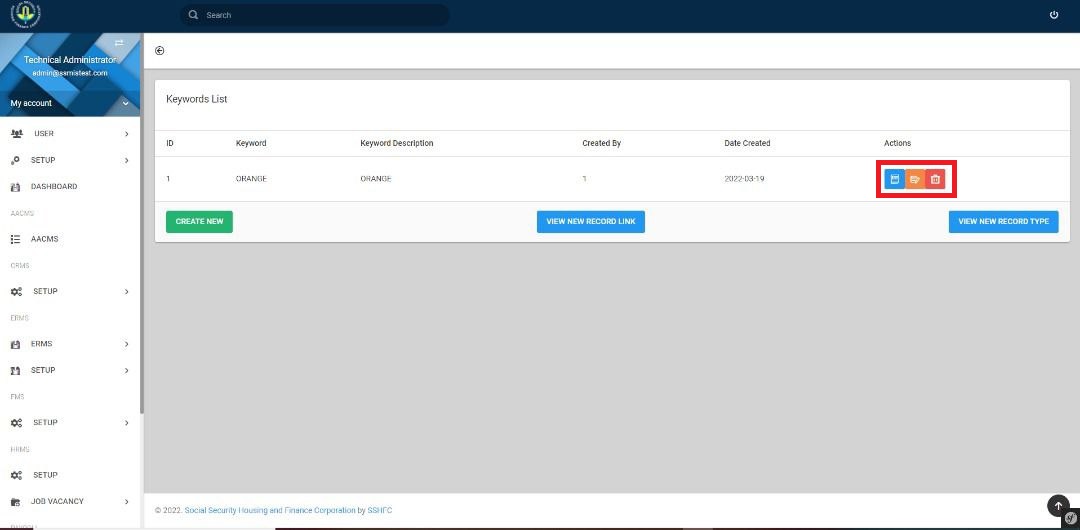 Search
Technical Administrator
admin@ssmistest.com
My account
USER
SETUP
DASHBOARD
AACMS
AACMS
CRMS
SETUP
ERMS
ERMS
SETUP
FMS
SETUP
HRMS
SETUP
JOB VACANCY
Keywords List
ID Keyword Keyword Description Created By Date Created Actions
1 ORANGE ORANGE 1 2022-03-19
CREATE NEW VIEW NEW RECORD LINK VIEW NEW RECORD TYPE
© 2022. Social Security Housing and Finance Corporation by SSHFC